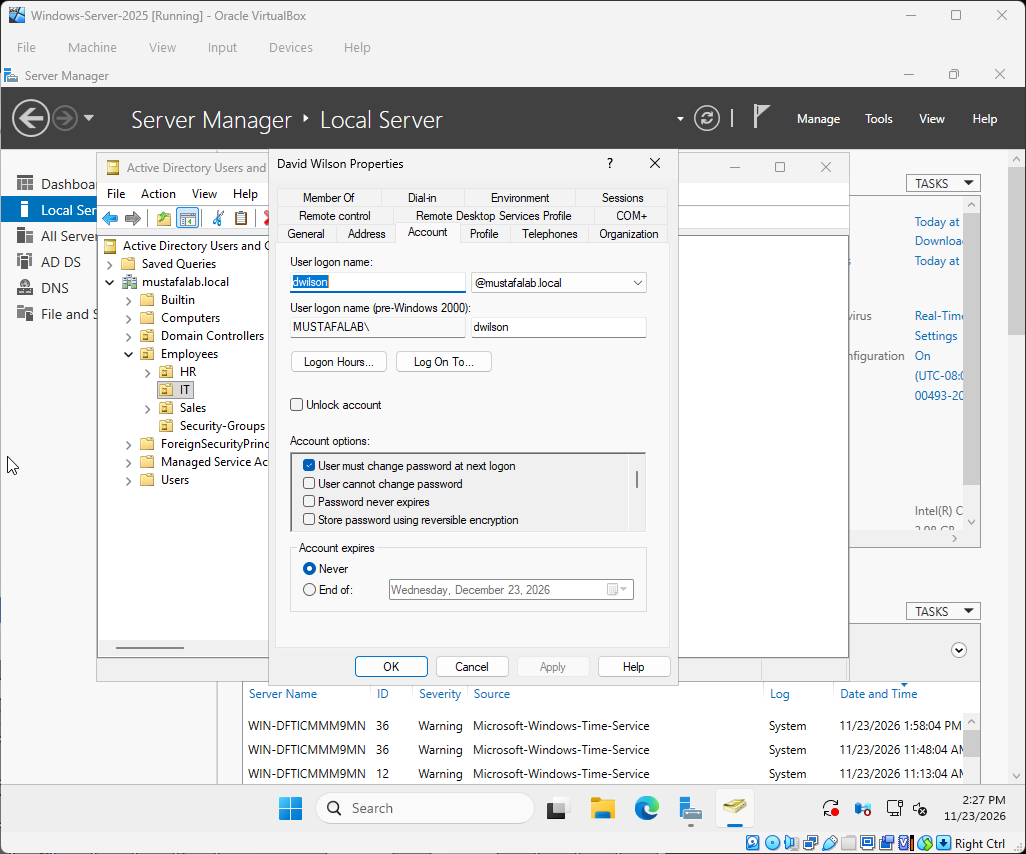 Windows-Server-2025 [Running] - Oracle VirtualBox
File Machine View Input Devices Help
Server Manager
Server Manager Local Server
Manage Tools View Help
Dashboa
Local Ser
All Server
AD DS
DNS
File and S
Active Directory Users and
File Action View Help
Active Directory Users and C
Saved Queries
mustafalab.local
Builtin
Computers
Domain Controllers
Employees
HR
IT
Sales
Security-Groups
ForeignSecurityPrinc
Managed Service Ac
Users
David Wilson Properties
?
Member Of Dial-in Environment Sessions
Remote control Remote Desktop Services Profile COM+
General Address Account Profile Telephones Organization
User logon name:
dwilson @mustafalab.local
User logon name (pre-Windows 2000):
MUSTAFALAB\ dwilson
Logon Hours... Log On To...
Unlock account
Account options:
User must change password at next logon
User cannot change password
Password never expires
Store password using reversible encryption
Account expires
Never
End of: Wednesday, December 23, 2026
OK Cancel Apply Help
TASKS
Today at
Downloa
Today at
virus Real-Time
Settings
nfiguration On
(UTC-08:0
00493-20
Intel(R) C
TASKS
Server Name ID Severity Source Log Date and Time
WIN-DFTICMMM9MN 36 Warning Microsoft-Windows-Time-Service System 11/23/2026 1:58:04 PM
WIN-DFTICMMM9MN 36 Warning Microsoft-Windows-Time-Service System 11/23/2026 11:48:04 AM
WIN-DFTICMMM9MN 12 Warning Microsoft-Windows-Time-Service System 11/23/2026 11:13:04 AM
Search
2:27 PM
11/23/2026
Right Ctrl